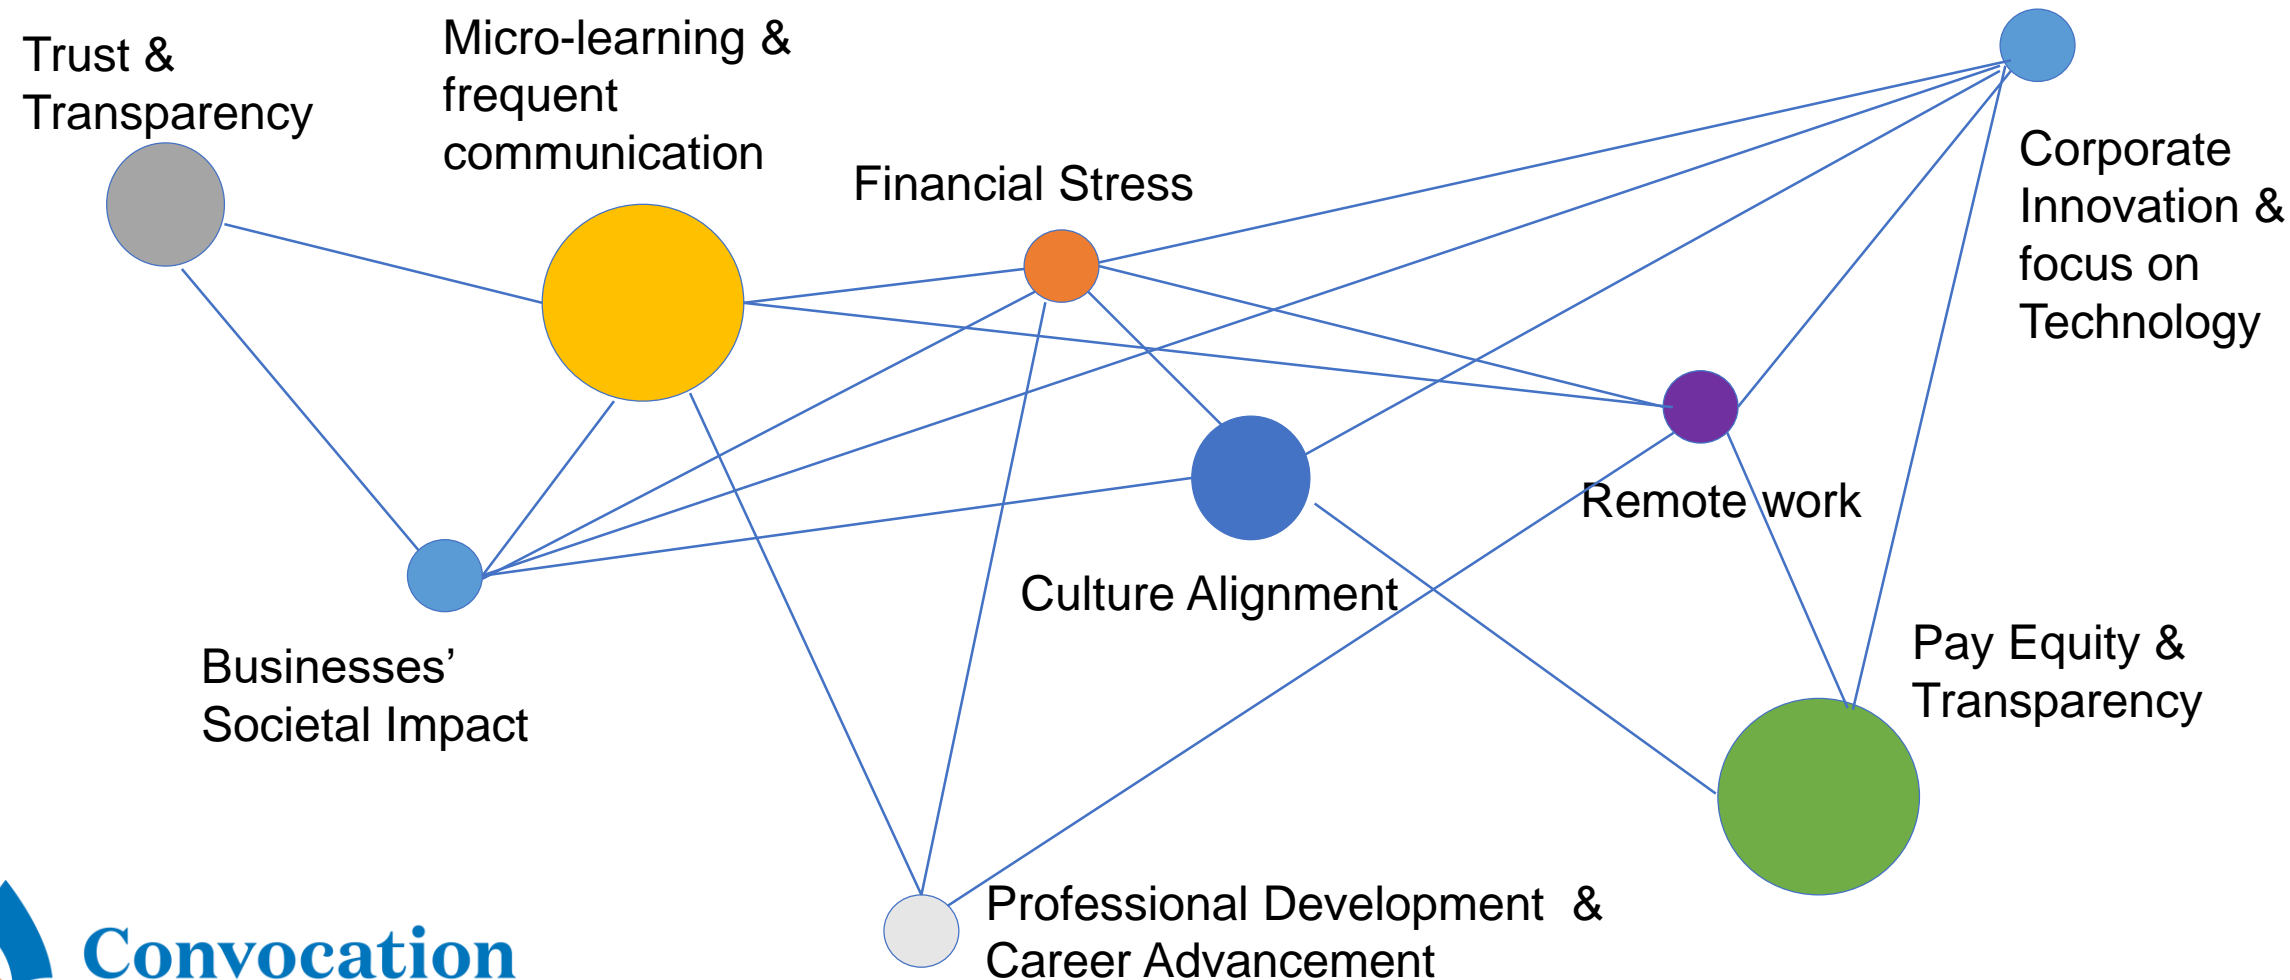 Trust &
Transparency
Micro-learning &
frequent
communication
Financial Stress
Corporate
Innovation &
focus on
Technology
Remote work
Culture Alignment
Businesses’
Societal Impact
Pay Equity &
Transparency
Professional Development  &
Career Advancement
Convocation